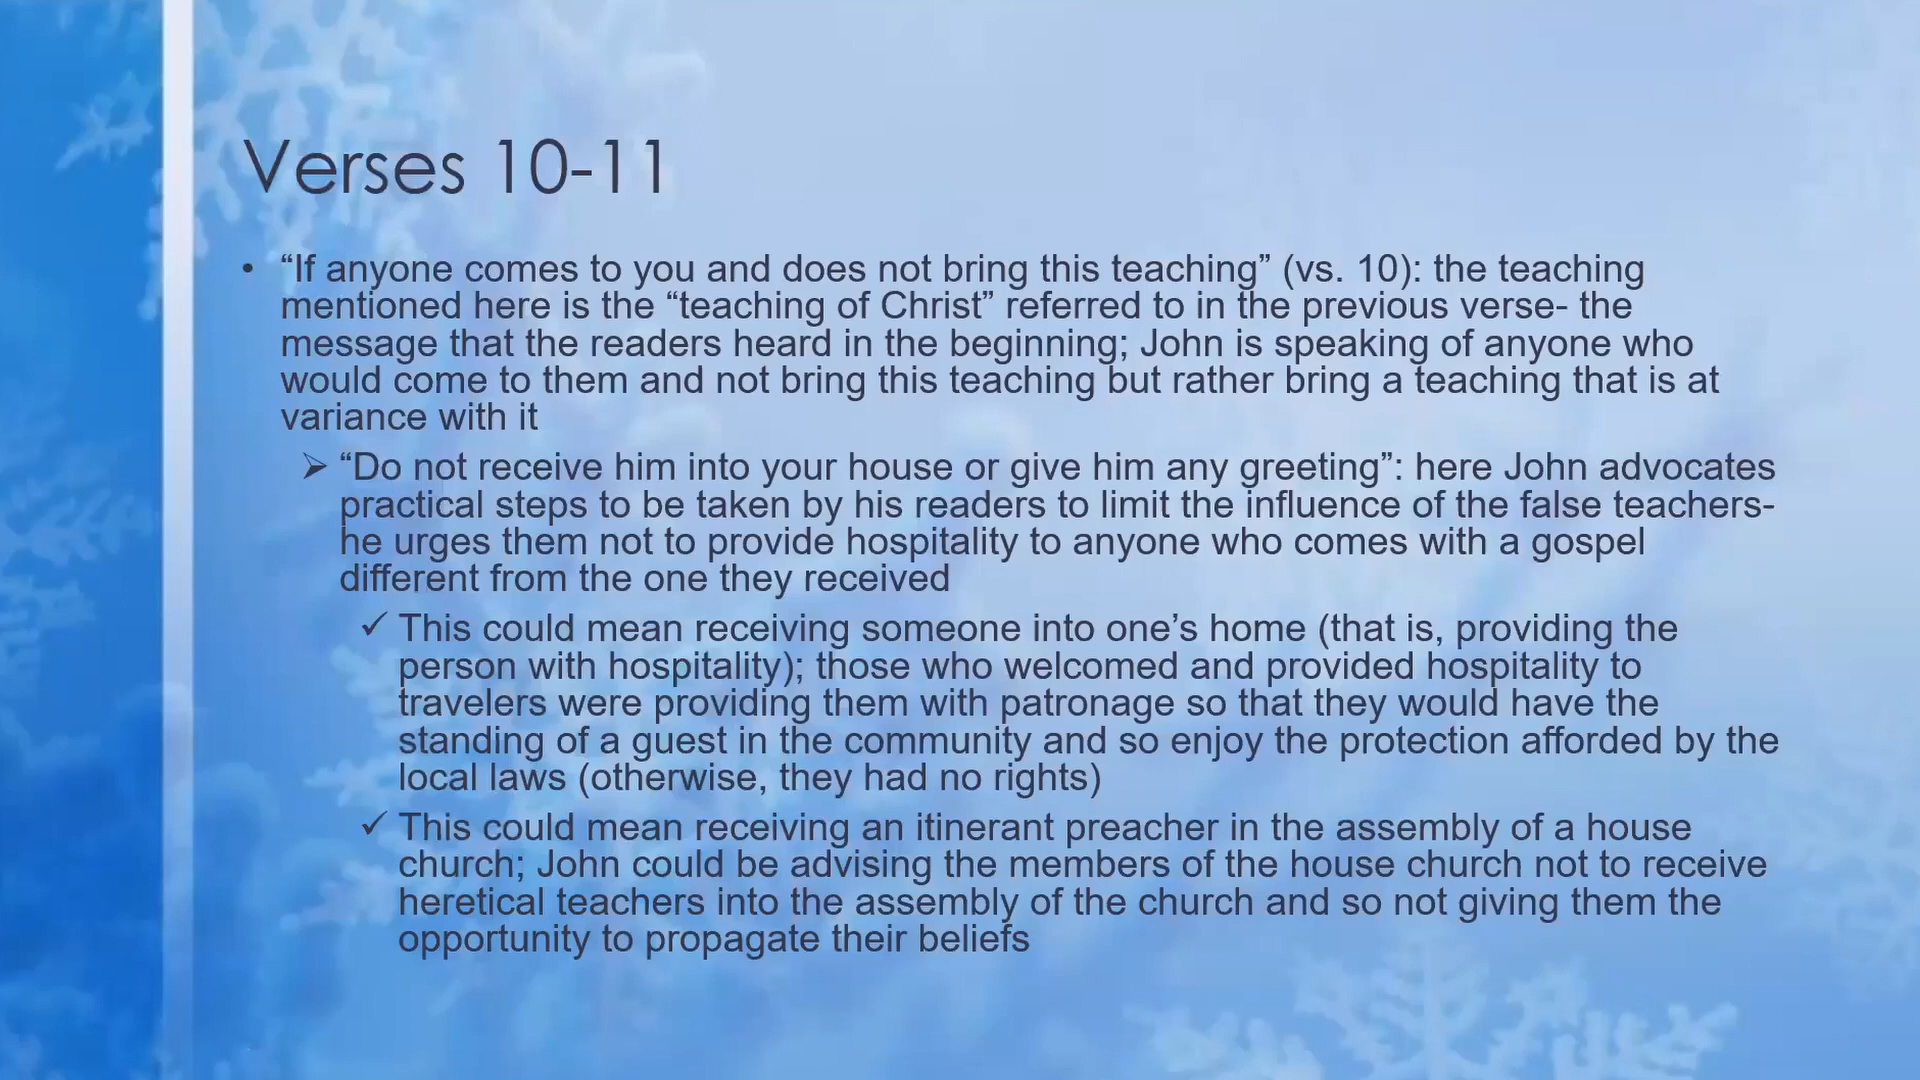 Verses 10-11
• “If anyone comes to you and does not bring this teaching” (vs. 10): the teaching
mentioned here is the “teaching of Christ” referred to in the previous verse- the
message that the readers heard in the beginning; John is speaking of anyone who
would come to them and not bring this teaching but rather bring a teaching that is at
variance with it
➢ “Do not receive him into your house or give him any greeting”: here John advocates
practical steps to be taken by his readers to limit the influence of the false teachers-
he urges them not to provide hospitality to anyone who comes with a gospel
different from the one they received
✓ This could mean receiving someone into one’s home (that is, providing the
person with hospitality); those who welcomed and provided hospitality to
travelers were providing them with patronage so that they would have the
standing of a guest in the community and so enjoy the protection afforded by the
local laws (otherwise, they had no rights)
✓ This could mean receiving an itinerant preacher in the assembly of a house
church; John could be advising the members of the house church not to receive
heretical teachers into the assembly of the church and so not giving them the
opportunity to propagate their beliefs